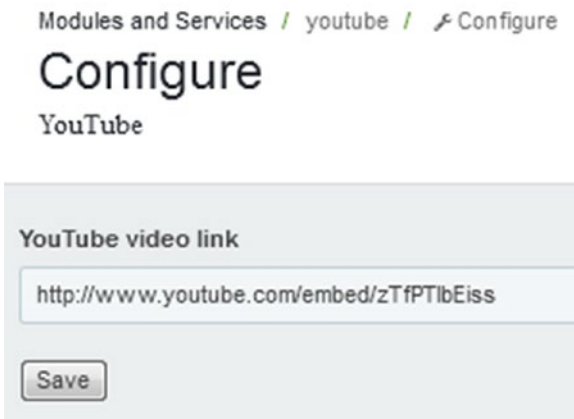 Modules and Services / youtube / Configure
Configure
YouTube
YouTube video link
http://www.youtube.com/embed/zTfPTlbEiss
Save